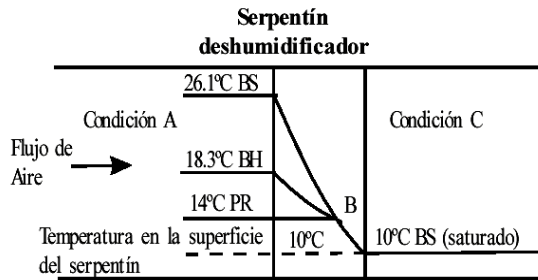 Serpentín
deshumidificador
26.1ºC BS
Condición A
Condición C
Flujo de
Aire
18.3ºC BH
14ºC PR
B
Temperatura en la superficie
del serpentín
10ºC
10ºC BS (saturado)